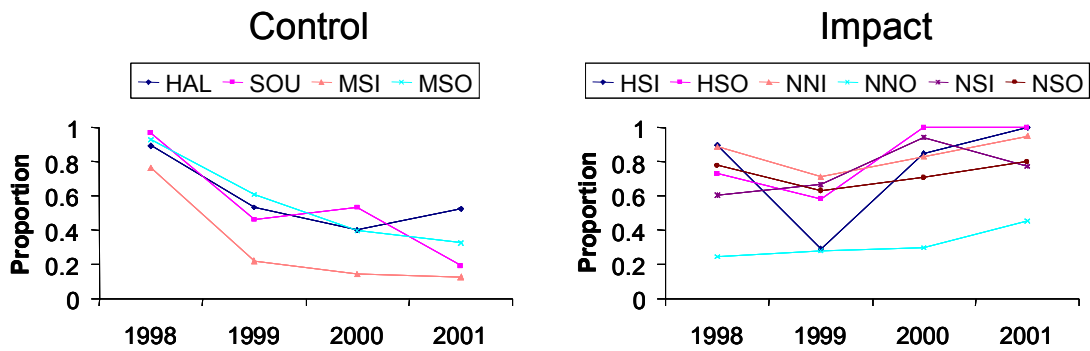 Control
HAL SOU MSI MSO
Proportion
1
0.8
0.6
0.4
0.2
0
1998 1999 2000 2001
Impact
HSI HSO NNI NNO NSI NSO
Proportion
1
0.8
0.6
0.4
0.2
0
1998 1999 2000 2001